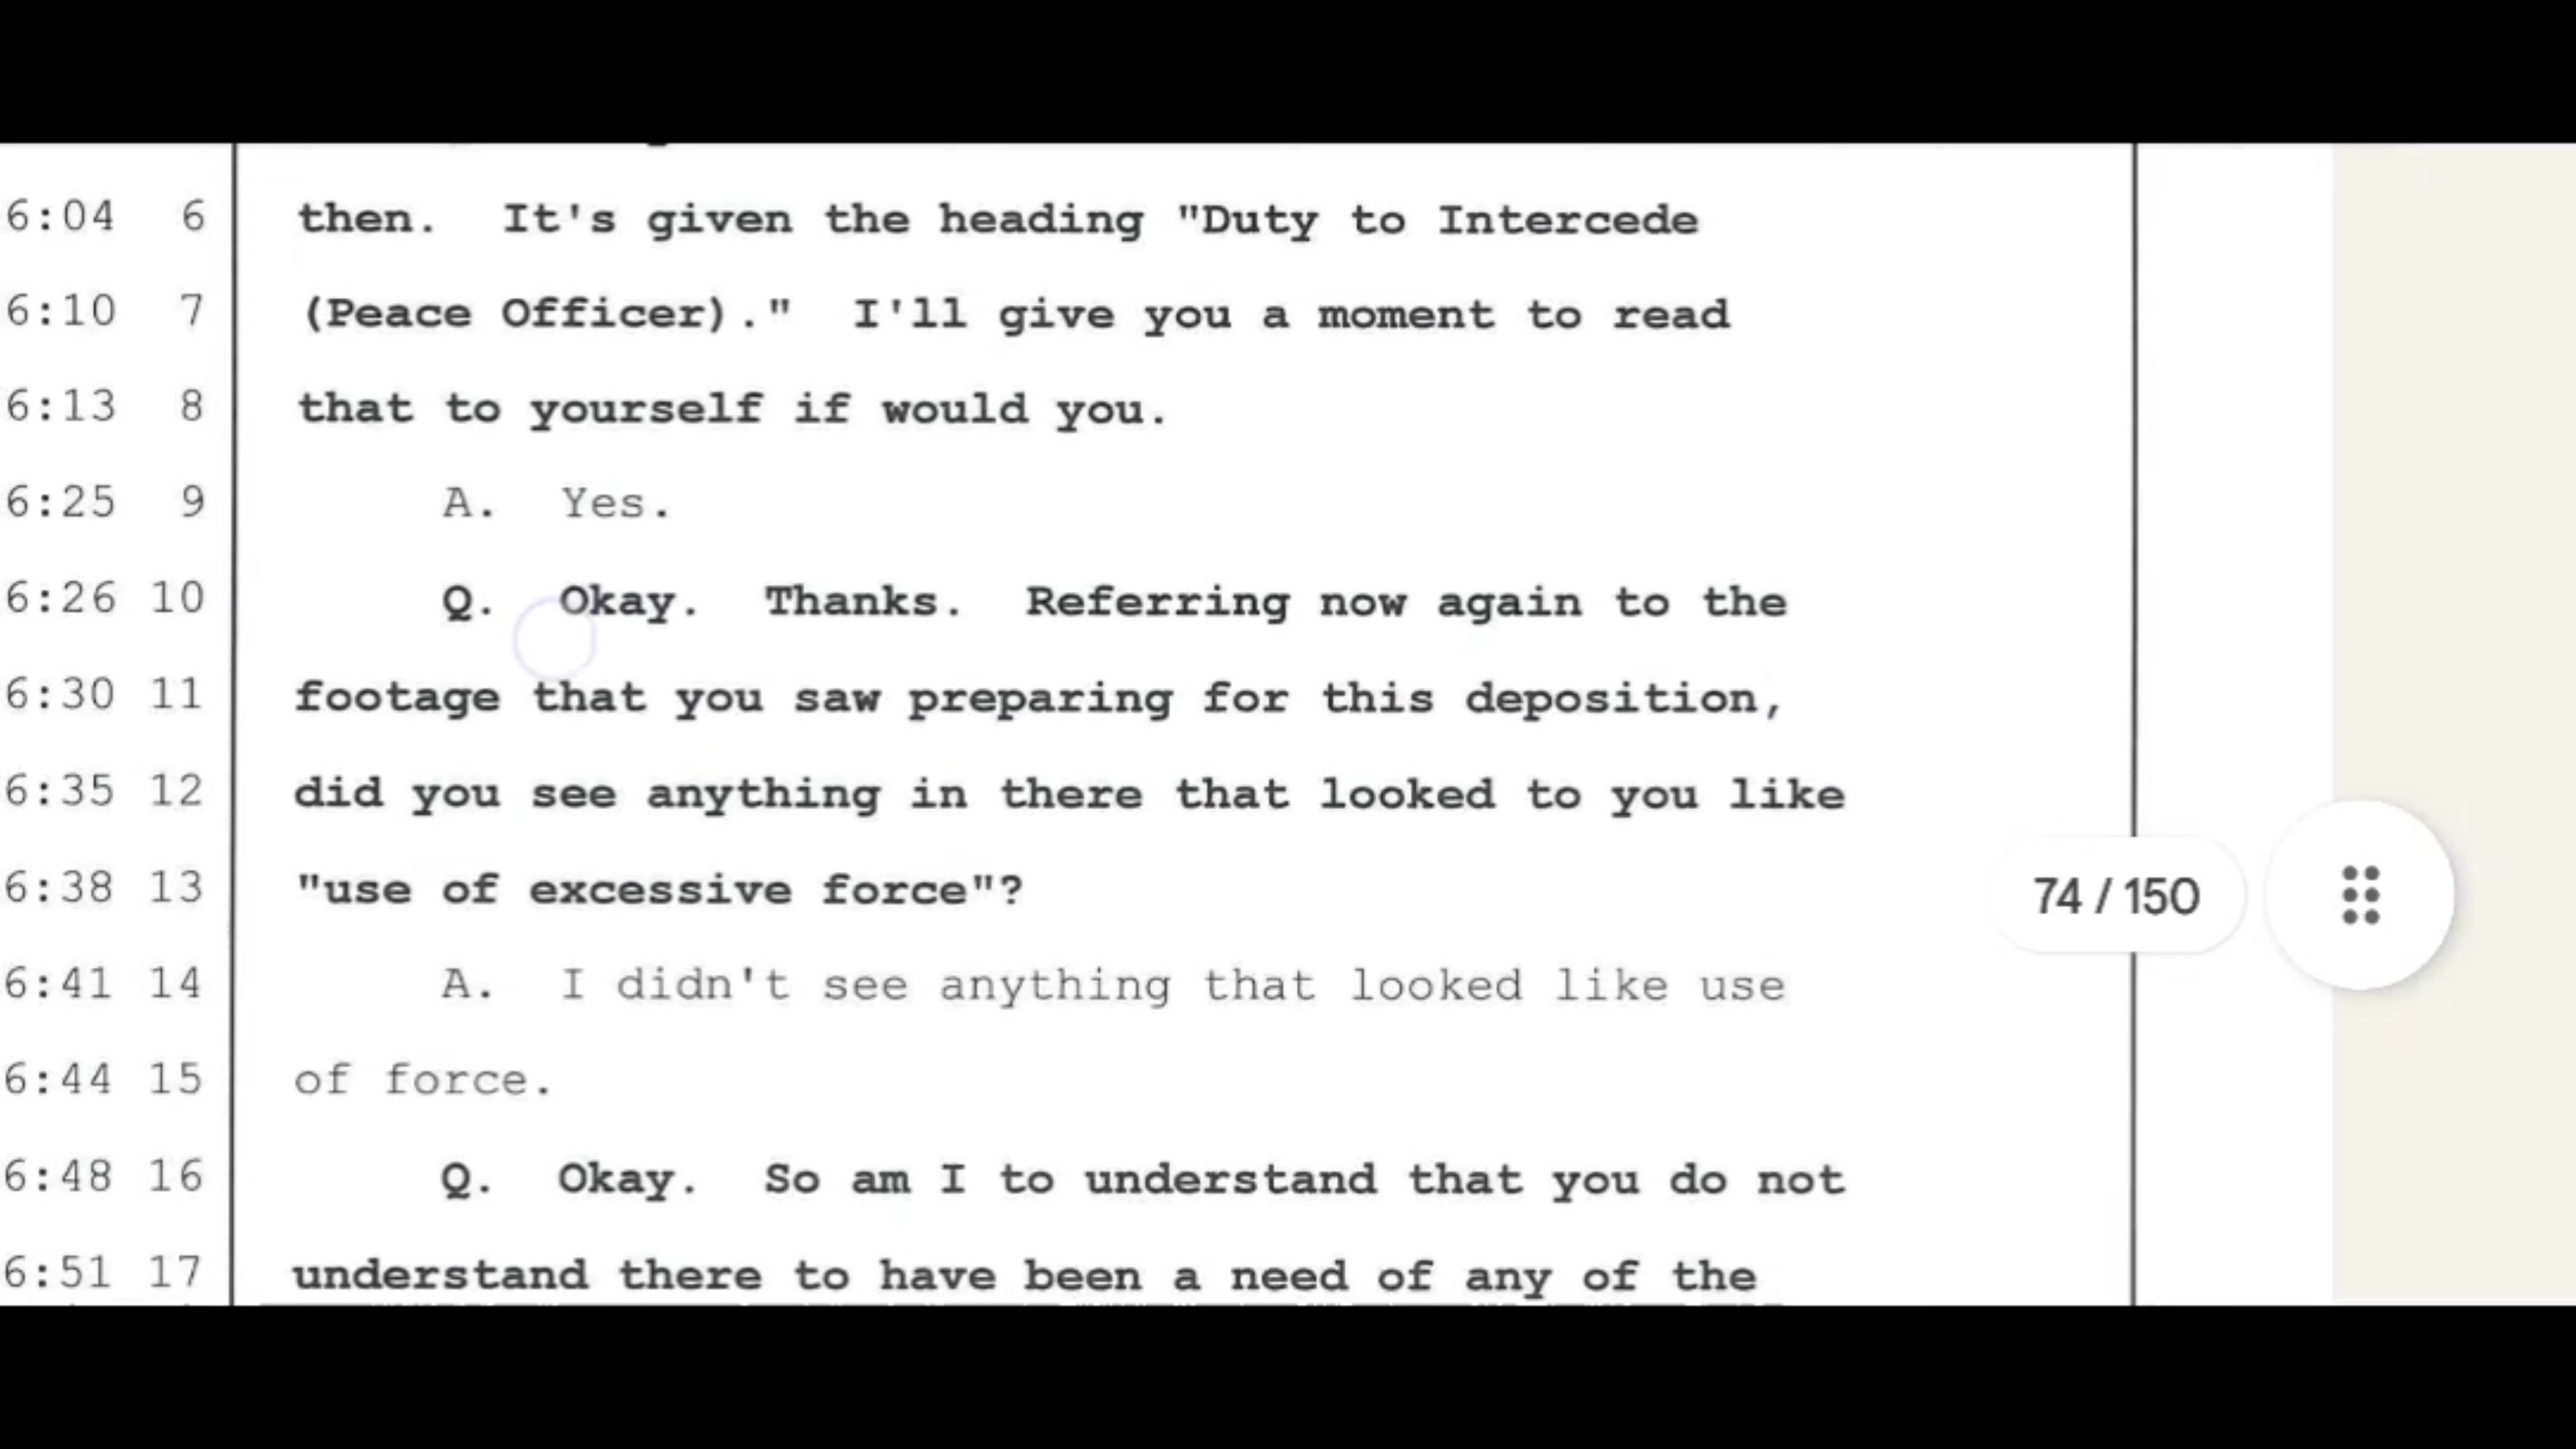 6:04 6 then. It's given the heading "Duty to Intercede
6:10 7 (Peace Officer)." I'll give you a moment to read
6:13 8 that to yourself if would you.
6:25 9 A. Yes.
6:26 10 Q. Okay. Thanks. Referring now again to the
6:30 11 footage that you saw preparing for this deposition,
6:35 12 did you see anything in there that looked to you like
6:38 13 "use of excessive force"?
74 / 150
6:41 14 A. I didn't see anything that looked like use
6:44 15 of force.
6:48 16 Q. Okay. So am I to understand that you do not
6:51 17 understand there to have been a need of any of the